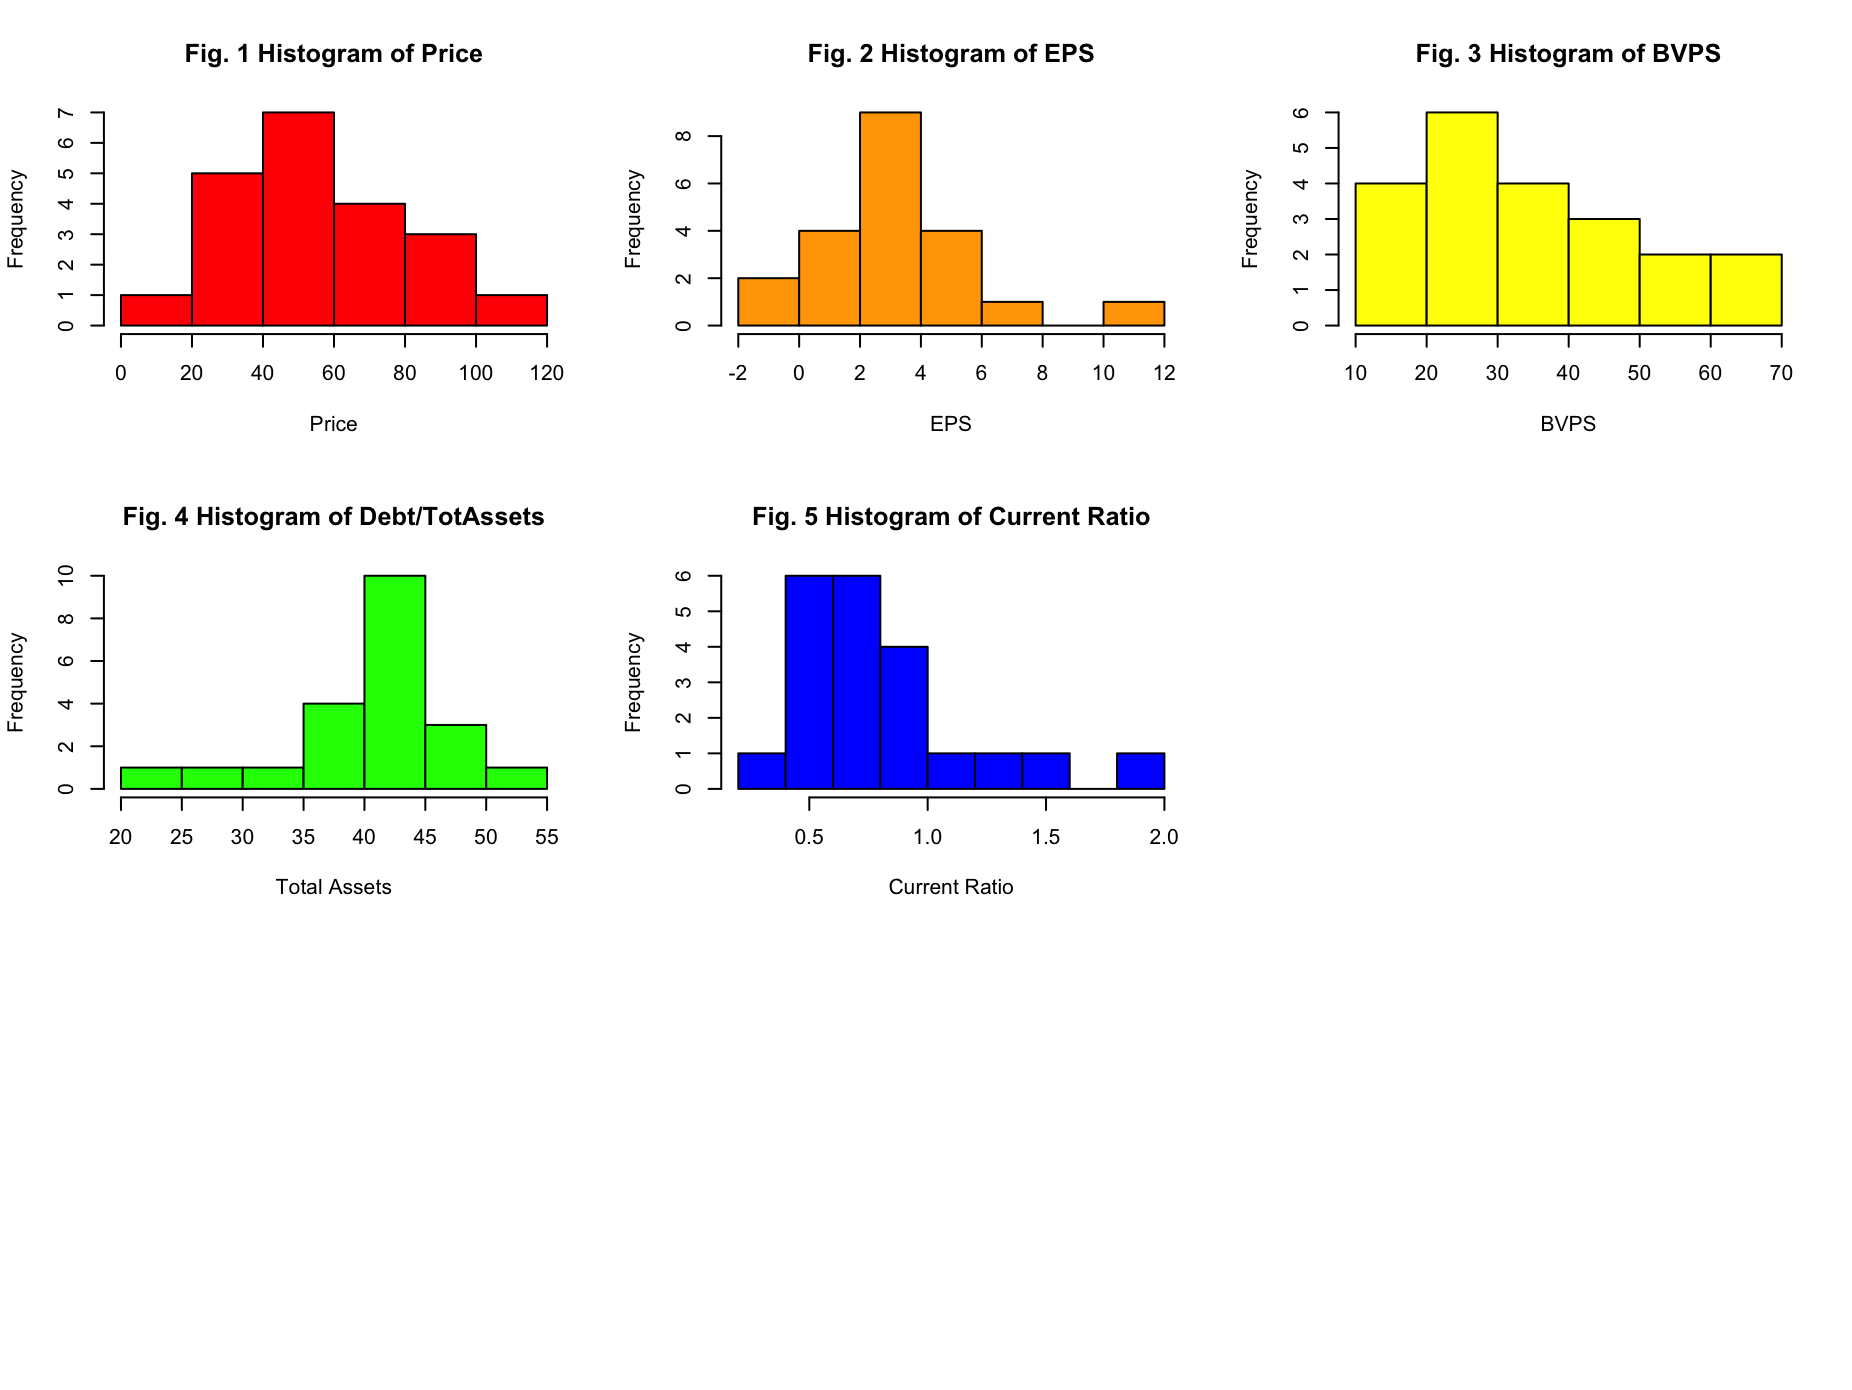 Fig. 1 Histogram of Price
Frequency
7
6
5
4
3
2
1
0
0 20 40 60 80 100 120
Price
Fig. 2 Histogram of EPS
Frequency
8
6
4
2
0
-2 0 2 4 6 8 10 12
EPS
Fig. 3 Histogram of BVPS
Frequency
6
5
4
3
2
1
0
10 20 30 40 50 60 70
BVPS
Fig. 4 Histogram of Debt/TotAssets
Frequency
10
8
6
4
2
0
20 25 30 35 40 45 50 55
Total Assets
Fig. 5 Histogram of Current Ratio
Frequency
6
5
4
3
2
1
0
0.5 1.0 1.5 2.0
Current Ratio